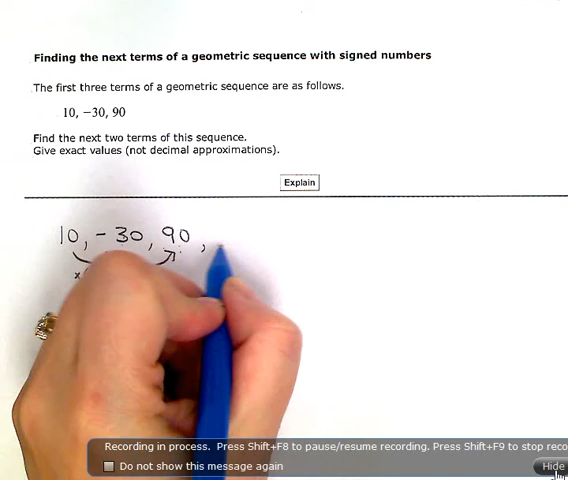 Finding the next terms of a geometric sequence with signed numbers
The first three terms of a geometric sequence are as follows.
10, −30, 90
Find the next two terms of this sequence.
Give exact values (not decimal approximations).
Explain
10, - 30, 90,
x
Recording in process. Press Shift+F8 to pause/resume recording. Press Shift+F9 to stop reco
Do not show this message again
Hide